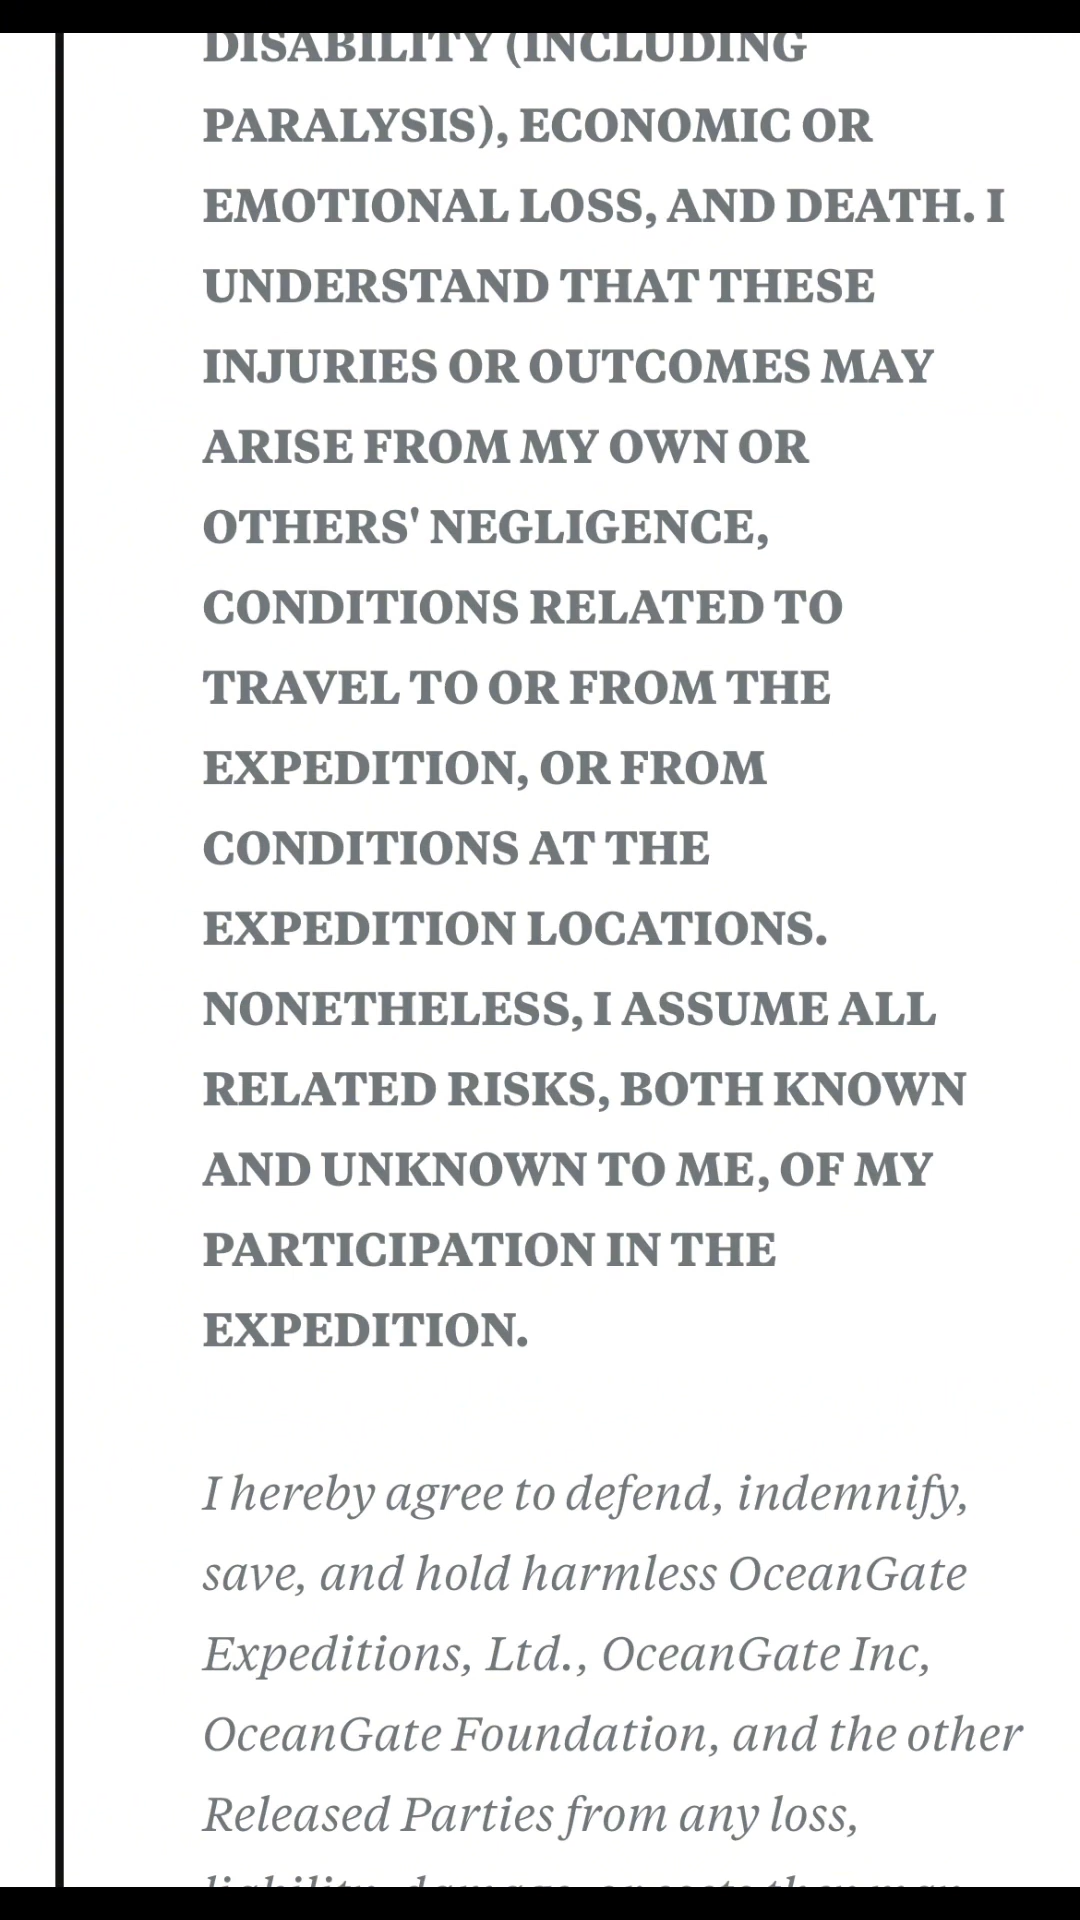 DISABILITY (INCLUDING
PARALYSIS), ECONOMIC OR
EMOTIONAL LOSS, AND DEATH. I
UNDERSTAND THAT THESE
INJURIES OR OUTCOMES MAY
ARISE FROM MY OWN OR
OTHERS' NEGLIGENCE,
CONDITIONS RELATED TO
TRAVEL TO OR FROM THE
EXPEDITION, OR FROM
CONDITIONS AT THE
EXPEDITION LOCATIONS.
NONETHELESS, I ASSUME ALL
RELATED RISKS, BOTH KNOWN
AND UNKNOWN TO ME, OF MY
PARTICIPATION IN THE
EXPEDITION.
I hereby agree to defend, indemnify,
save, and hold harmless OceanGate
Expeditions, Ltd., OceanGate Inc,
OceanGate Foundation, and the other
Released Parties from any loss,